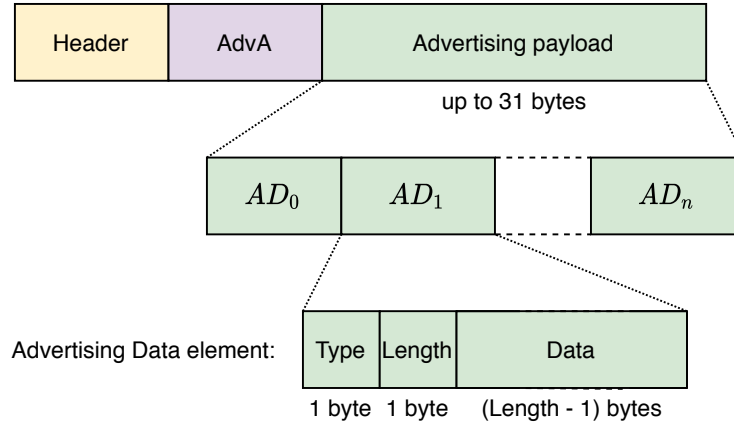 Header AdvA Advertising payload
up to 31 bytes
AD₀ AD₁ ADₙ
Advertising Data element: Type Length Data
1 byte 1 byte (Length - 1) bytes